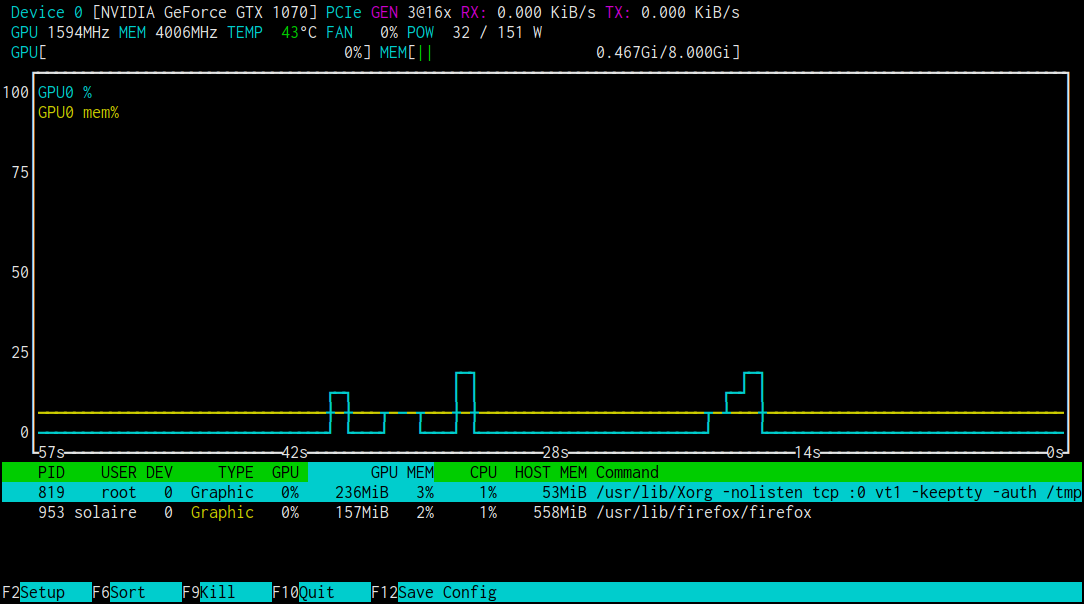 Device 0 [NVIDIA GeForce GTX 1070] PCIe GEN 3@16x RX: 0.000 KiB/s TX: 0.000 KiB/s
GPU 1594MHz MEM 4006MHz TEMP 43°C FAN 0% POW 32 / 151 W
GPU[ 0%] MEM[|| 0.467Gi/8.000Gi]
100 GPU0 %
GPU0 mem%
75
50
25
0
57s 42s 28s 14s 0s
PID USER DEV TYPE GPU GPU MEM CPU HOST MEM Command
819 root 0 Graphic 0% 236MiB 3% 1% 53MiB /usr/lib/Xorg -nolisten tcp :0 vt1 -keeptty -auth /tmp
953 solaire 0 Graphic 0% 157MiB 2% 1% 558MiB /usr/lib/firefox/firefox
F2Setup F6Sort F9Kill F10Quit F12Save Config